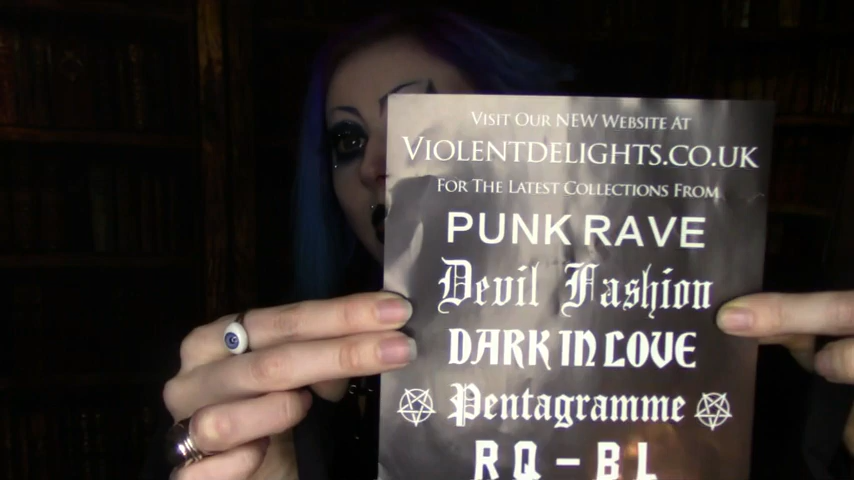 Visit Our NEW Website at
Violentdelights.co.uk
For The Latest Collections From
PUNK RAVE
Devil Fashion
DARK IN LOVE
Pentagramme
RQ-BL